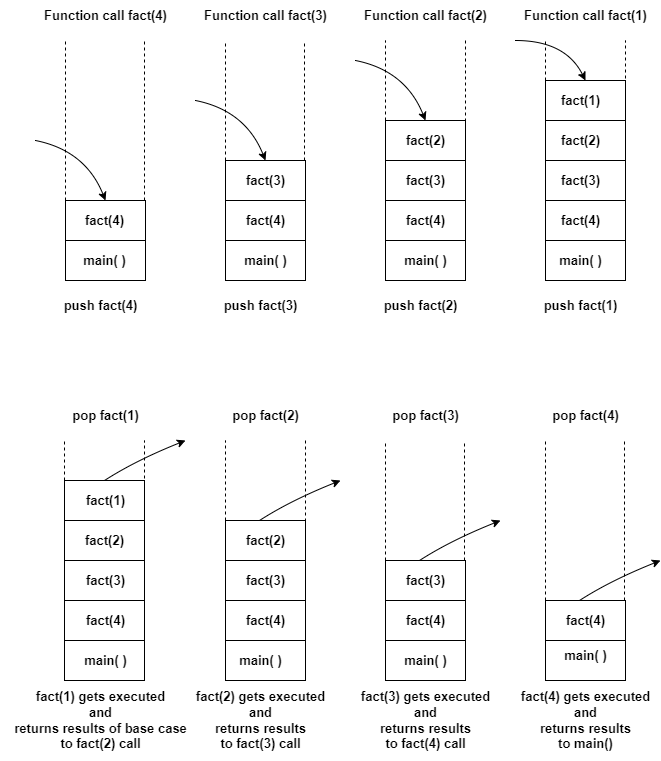 Function call fact(4)
Function call fact(3)
Function call fact(2)
Function call fact(1)
fact(4)
main( )
push fact(4)
fact(3)
fact(4)
main( )
push fact(3)
fact(2)
fact(3)
fact(4)
main( )
push fact(2)
fact(1)
fact(2)
fact(3)
fact(4)
main( )
push fact(1)
pop fact(1)
fact(1)
fact(2)
fact(3)
fact(4)
main( )
fact(1) gets executed
and
returns results of base case
to fact(2) call
pop fact(2)
fact(2)
fact(3)
fact(4)
main( )
fact(2) gets executed
and
returns results
to fact(3) call
pop fact(3)
fact(3)
fact(4)
main( )
fact(3) gets executed
and
returns results
to fact(4) call
pop fact(4)
fact(4)
main( )
fact(4) gets executed
and
returns results
to main()